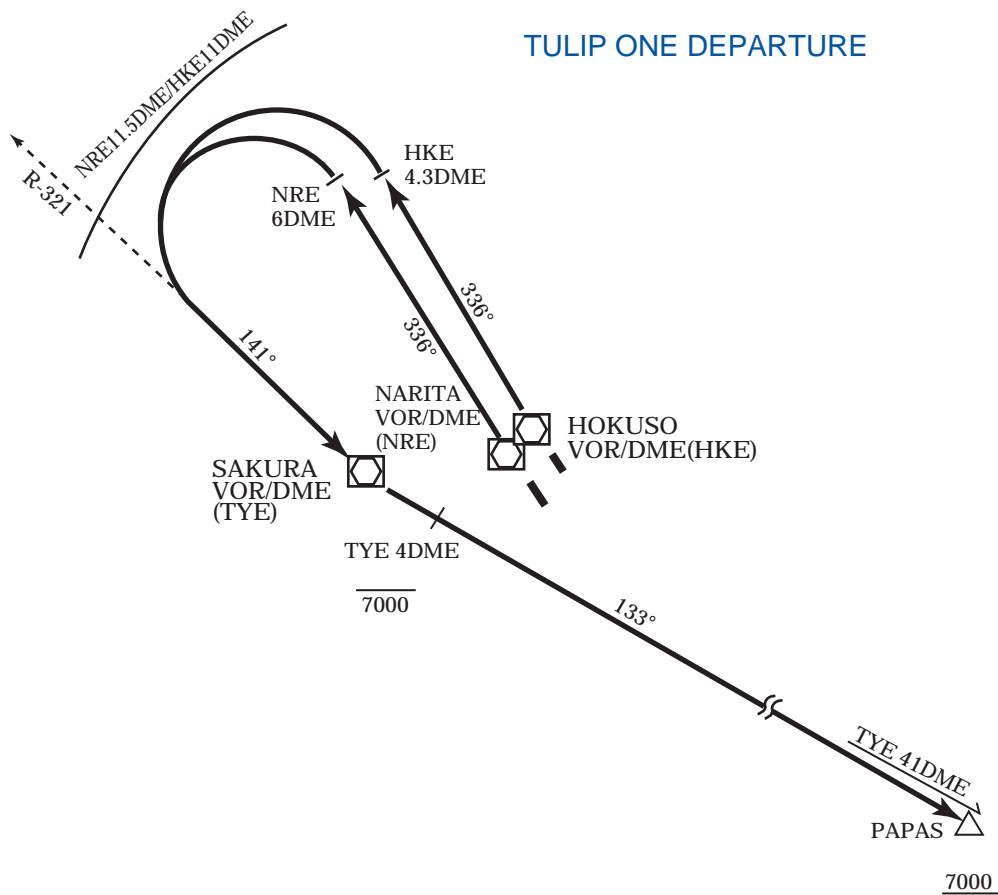 TULIP ONE DEPARTURE
NRE11.5DME/HKE11DME
R-321
HKE
4.3DME
NRE
6DME
336°
336°
141°
NARITA
VOR/DME
(NRE)
HOKUSO
VOR/DME(HKE)
SAKURA
VOR/DME
(TYE)
TYE 4DME
7000
133°
TYE 41DME
PAPAS
7000